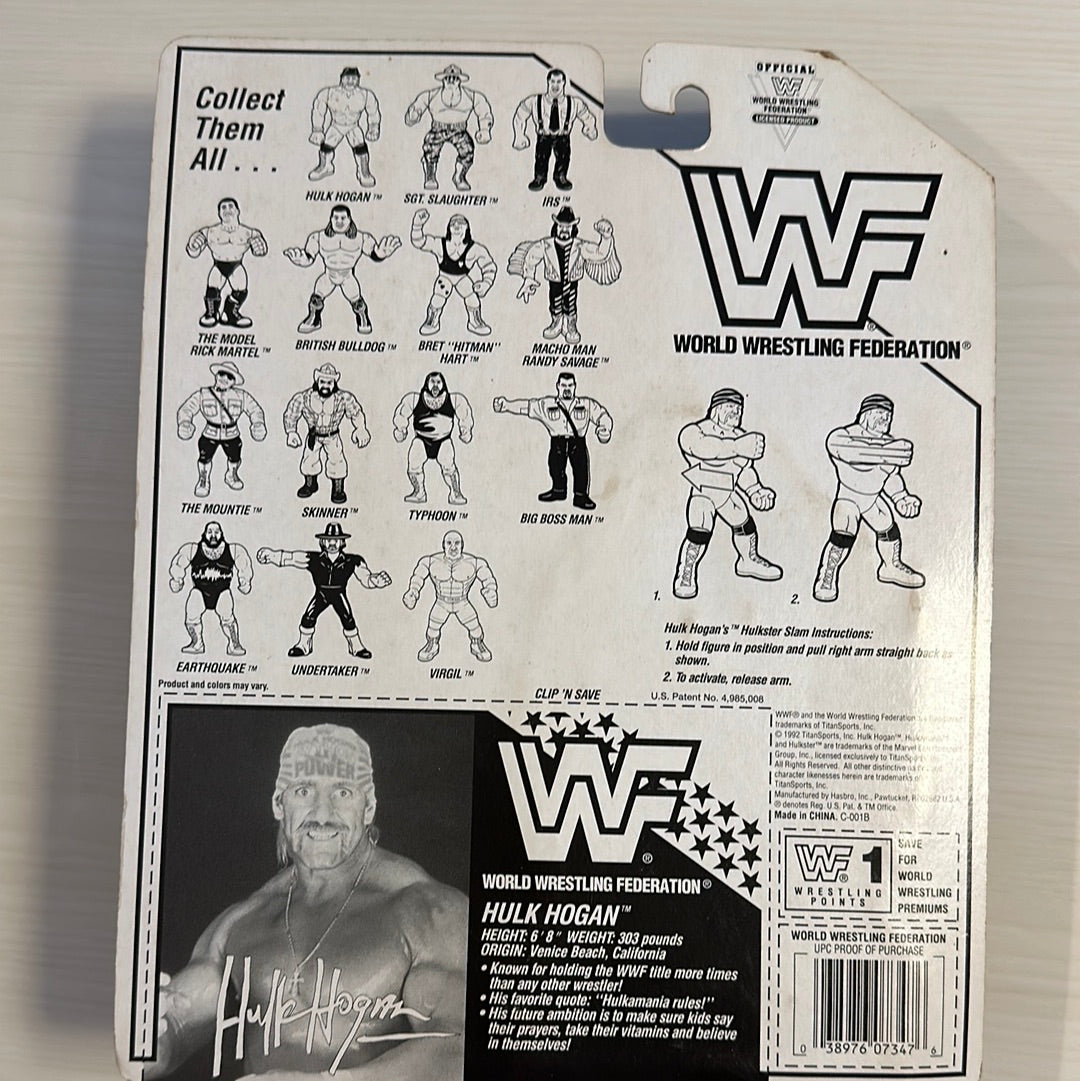 Collect
Them
All . . .
OFFICIAL
WF
WORLD WRESTLING
FEDERATION
LICENSED PRODUCT
HULK HOGAN™
SGT. SLAUGHTER™
IRS™
WF®
WORLD WRESTLING FEDERATION®
THE MODEL
RICK MARTEL™
BRITISH BULLDOG™
BRET "HITMAN"
HART™
MACHO MAN
RANDY SAVAGE™
THE MOUNTIE™
SKINNER™
TYPHOON™
BIG BOSS MAN™
1.
2.
EARTHQUAKE™
UNDERTAKER™
VIRGIL™
Hulk Hogan's™ Hulkster Slam Instructions:
1. Hold figure in position and pull right arm straight back as
shown.
2. To activate, release arm.
Product and colors may vary.
CLIP 'N SAVE
U.S. Patent No. 4,985,008
WWF® and the World Wrestling Federation
trademarks of TitanSports, Inc.
© 1992 TitanSports, Inc. Hulk Hogan™,
and Hulkster™ are trademarks of the Marvel
Group, Inc., licensed exclusively to TitanSports
All Rights Reserved. All other distinctive
character likenesses herein are trademarks of
TitanSports, Inc.
Manufactured by Hasbro, Inc., Pawtucket, U.S.A.
® denotes Reg. U.S. Pat. & TM Office.
Made in CHINA. C-001B
POWER
WF®
WORLD WRESTLING FEDERATION®
HULK HOGAN™
HEIGHT: 6'8" WEIGHT: 303 pounds
ORIGIN: Venice Beach, California
• Known for holding the WWF title more times
than any other wrestler!
• His favorite quote: "Hulkamania rules!"
• His future ambition is to make sure kids say
their prayers, take their vitamins and believe
in themselves!
Hulk Hogan
WF® 1
WRESTLING
POINTS
SAVE
FOR
WORLD
WRESTLING
PREMIUMS
WORLD WRESTLING FEDERATION
UPC PROOF OF PURCHASE
0 38976 07347 6